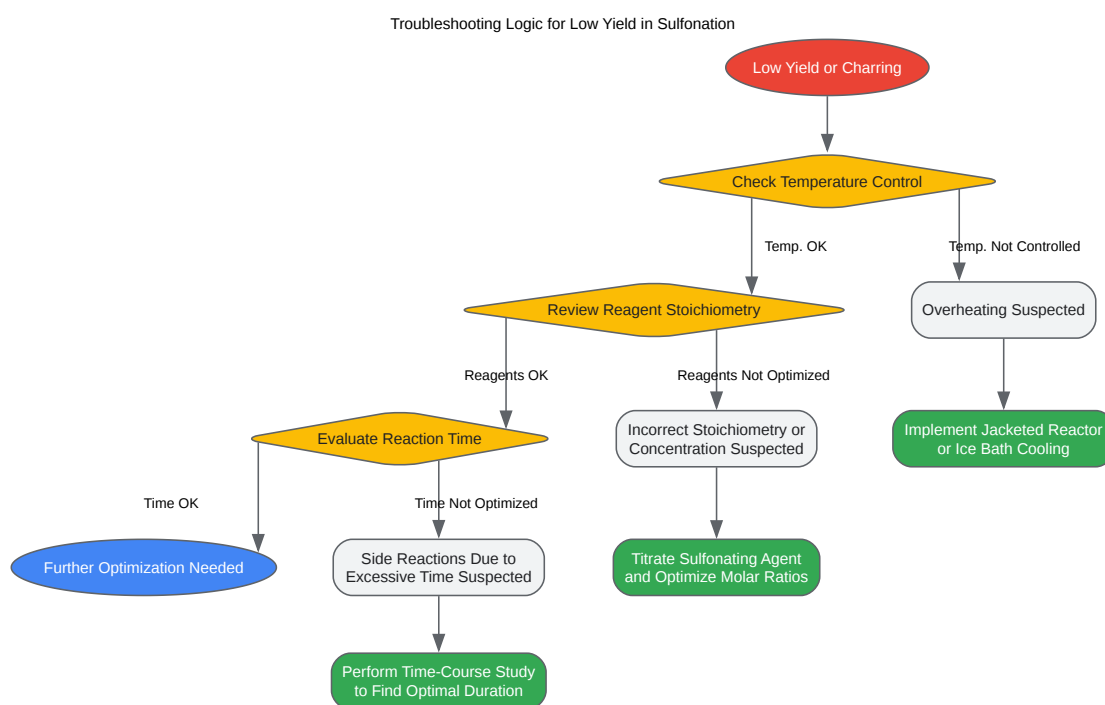 Troubleshooting Logic for Low Yield in Sulfonation
Low Yield or Charring
Check Temperature Control
Temp. OK
Temp. Not Controlled
Review Reagent Stoichiometry
Overheating Suspected
Reagents OK
Reagents Not Optimized
Evaluate Reaction Time
Incorrect Stoichiometry or
Concentration Suspected
Implement Jacketed Reactor
or Ice Bath Cooling
Time OK
Time Not Optimized
Further Optimization Needed
Side Reactions Due to
Excessive Time Suspected
Titrate Sulfonating Agent
and Optimize Molar Ratios
Perform Time-Course Study
to Find Optimal Duration